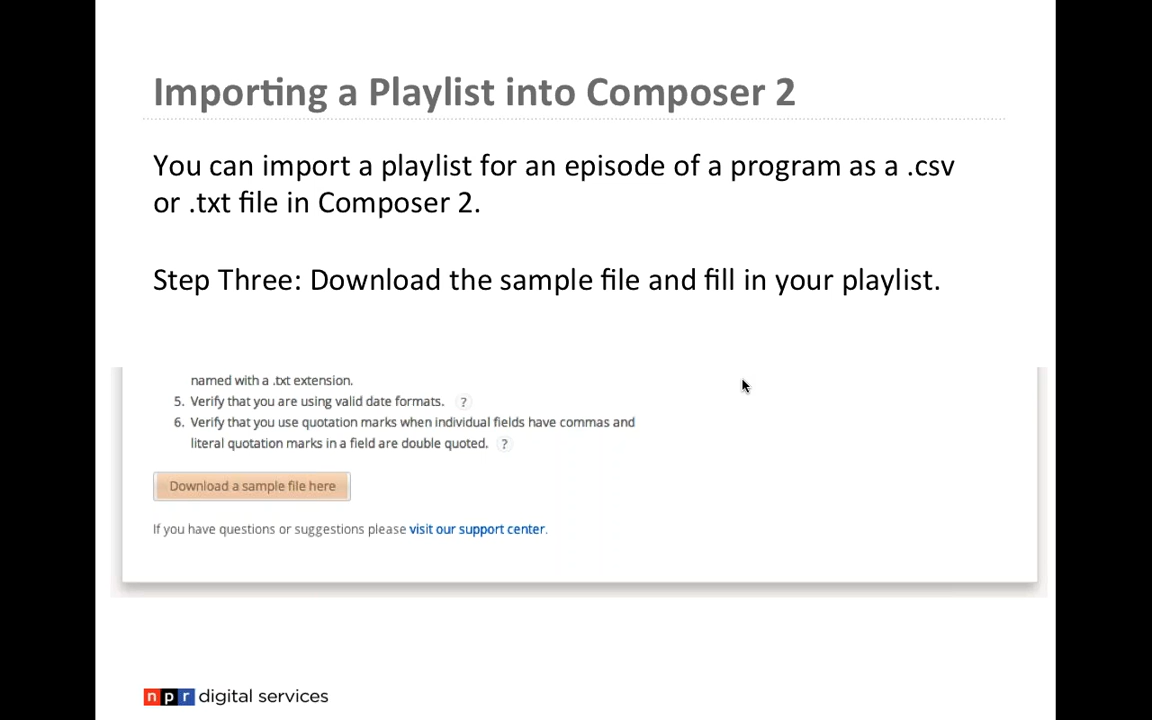 Importing a Playlist into Composer 2
You can import a playlist for an episode of a program as a .csv
or .txt file in Composer 2.
Step Three: Download the sample file and fill in your playlist.
named with a .txt extension.
5. Verify that you are using valid date formats. ?
6. Verify that you use quotation marks when individual fields have commas and
literal quotation marks in a field are double quoted. ?
Download a sample file here
If you have questions or suggestions please visit our support center.
npr digital services